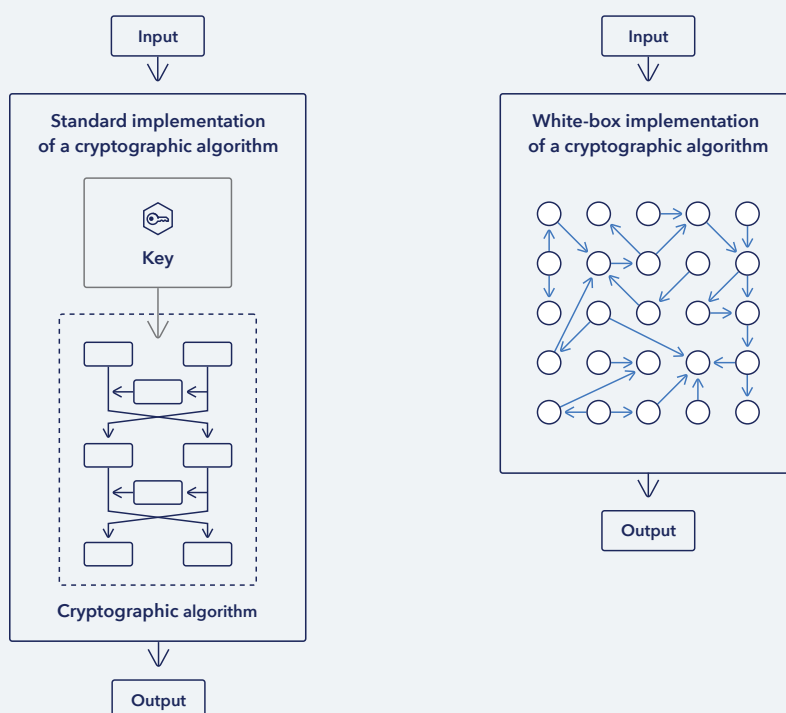 Input
Standard implementation
of a cryptographic algorithm
Key
Cryptographic algorithm
Output
Input
White-box implementation
of a cryptographic algorithm
Output